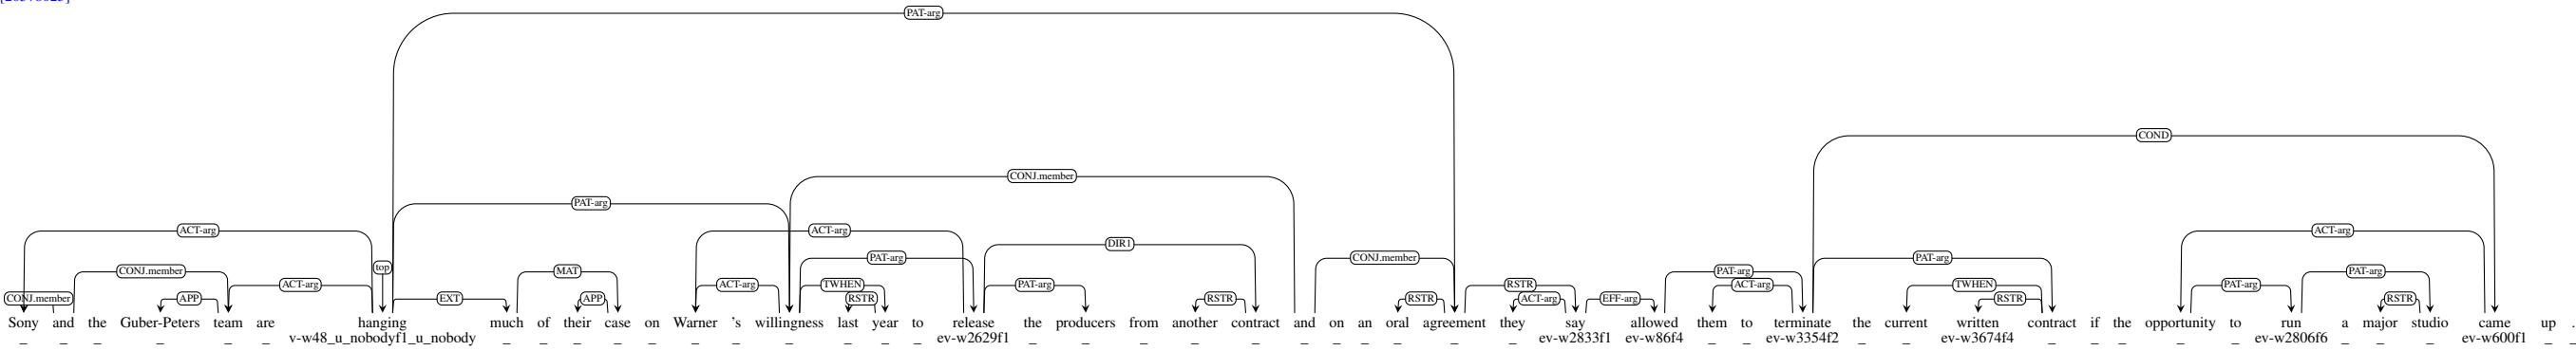 PAT-arg
COND
CONJ.member
PAT-arg
ACT-arg ACT-arg ACT-arg
DIR1
PAT-arg CONJ.member PAT-arg
top
CONJ.member MAT PAT-arg PAT-arg
ACT-arg ACT-arg TWHEN PAT-arg RSTR ACT-arg TWHEN PAT-arg
CONJ.member APP EXT APP RSTR RSTR RSTR ACT-arg EFF-arg RSTR RSTR
Sony and the Guber-Peters team are hanging much of their case on Warner 's willingness last year to release the producers from another contract and on an oral agreement they say allowed them to terminate the current written contract if the opportunity to run a major studio came up .
_ _ _ _ _ _ v-w48_u_nobodyf1_u_nobody _ _ _ _ _ _ _ _ _ _ _ ev-w2629f1 _ _ _ _ _ _ _ _ _ _ _ ev-w2833f1 ev-w86f4 _ _ ev-w3354f2 _ _ ev-w3674f4 _ _ _ _ _ ev-w2806f6 _ _ _ ev-w600f1 _ _